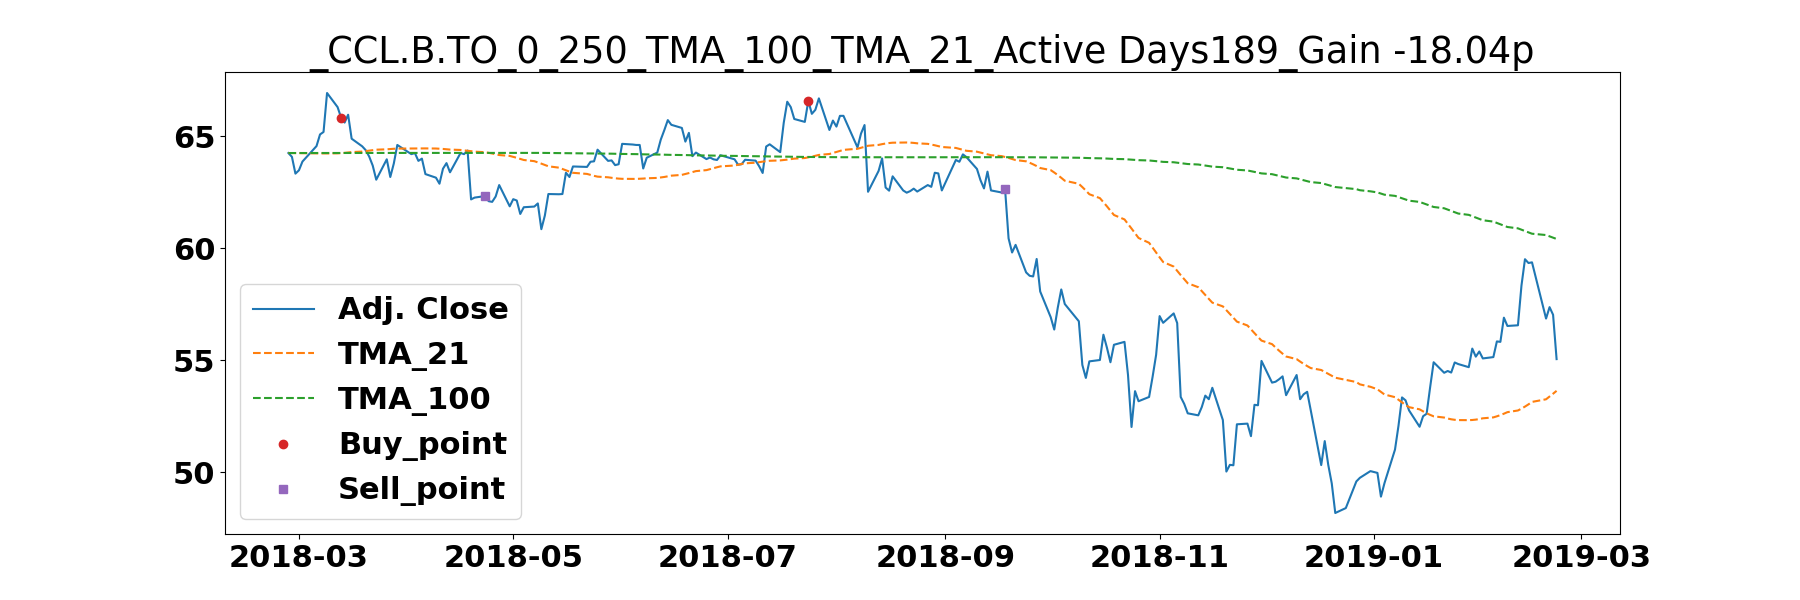 _CCL.B.TO_0_250_TMA_100_TMA_21_Active Days189_Gain -18.04p
65
60
55
50
Adj. Close
TMA_21
TMA_100
Buy_point
Sell_point
2018-03 2018-05 2018-07 2018-09 2018-11 2019-01 2019-03